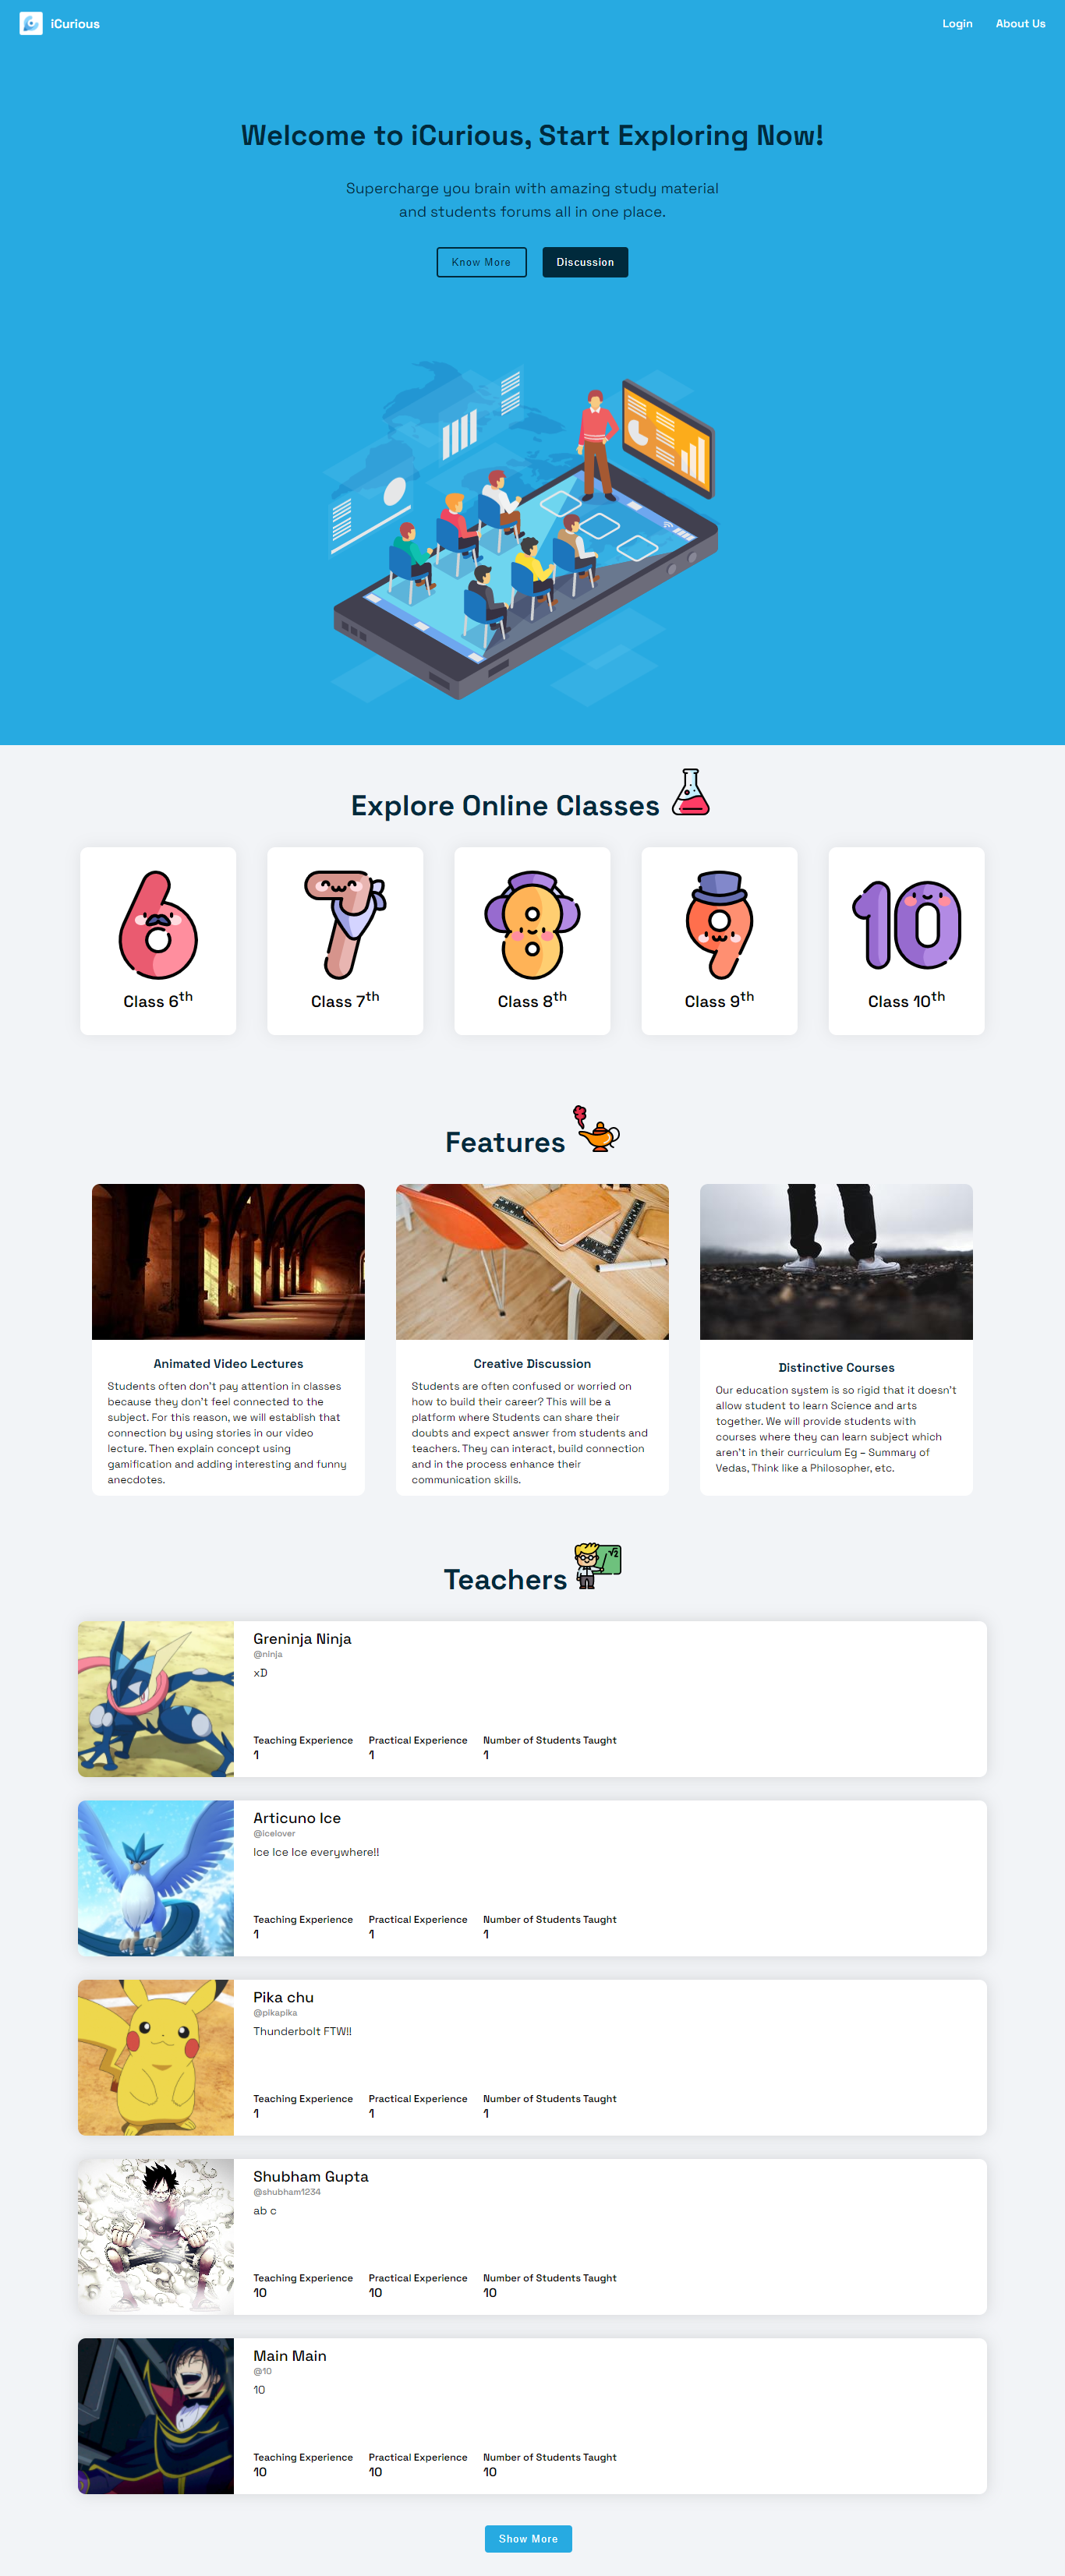 iCurious
Login
About Us
Welcome to iCurious, Start Exploring Now!
Supercharge you brain with amazing study material
and students forums all in one place.
Know More
Discussion
Explore Online Classes
Class 6th
Class 7th
Class 8th
Class 9th
Class 10th
Features
Animated Video Lectures
Students often don't pay attention in classes
because they don't feel connected to the
subject. For this reason, we will establish that
connection by using stories in our video
lecture. Then explain concept using
gamification and adding interesting and funny
anecdotes.
Creative Discussion
Students are often confused or worried on
how to build their career? This will be a
platform where Students can share their
doubts and expect answer from students and
teachers. They can interact, build connection
and in the process enhance their
communication skills.
Distinctive Courses
Our education system is so rigid that it doesn't
allow student to learn Science and arts
together. We will provide students with
courses where they can learn subject which
aren't in their curriculum Eg – Summary of
Vedas, Think like a Philosopher, etc.
Teachers
√2
Greninja Ninja
@ninja
xD
Teaching Experience Practical Experience Number of Students Taught
1 1 1
Articuno Ice
@icelover
Ice Ice Ice everywhere!!
Teaching Experience Practical Experience Number of Students Taught
1 1 1
Pika chu
@pikapika
Thunderbolt FTW!!
Teaching Experience Practical Experience Number of Students Taught
1 1 1
Shubham Gupta
@shubham1234
ab c
Teaching Experience Practical Experience Number of Students Taught
10 10 10
Main Main
@10
10
Teaching Experience Practical Experience Number of Students Taught
10 10 10
Show More